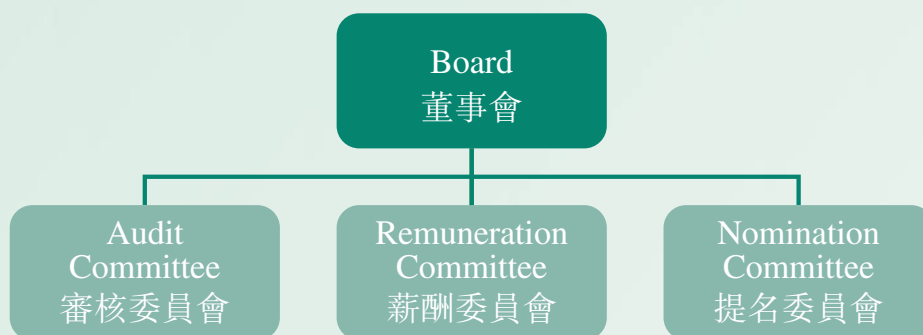 Board
董事會
Audit
Committee
審核委員會
Remuneration
Committee
薪酬委員會
Nomination
Committee
提名委員會